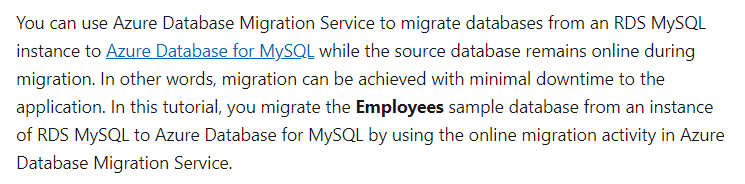 You can use Azure Database Migration Service to migrate databases from an RDS MySQL
instance to Azure Database for MySQL while the source database remains online during
migration. In other words, migration can be achieved with minimal downtime to the
application. In this tutorial, you migrate the Employees sample database from an instance
of RDS MySQL to Azure Database for MySQL by using the online migration activity in Azure
Database Migration Service.